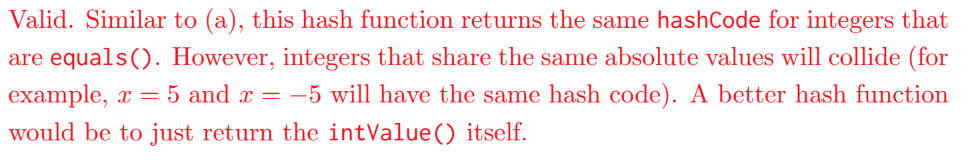 Valid. Similar to (a), this hash function returns the same hashCode for integers that
are equals(). However, integers that share the same absolute values will collide (for
example, x = 5 and x = −5 will have the same hash code). A better hash function
would be to just return the intValue() itself.